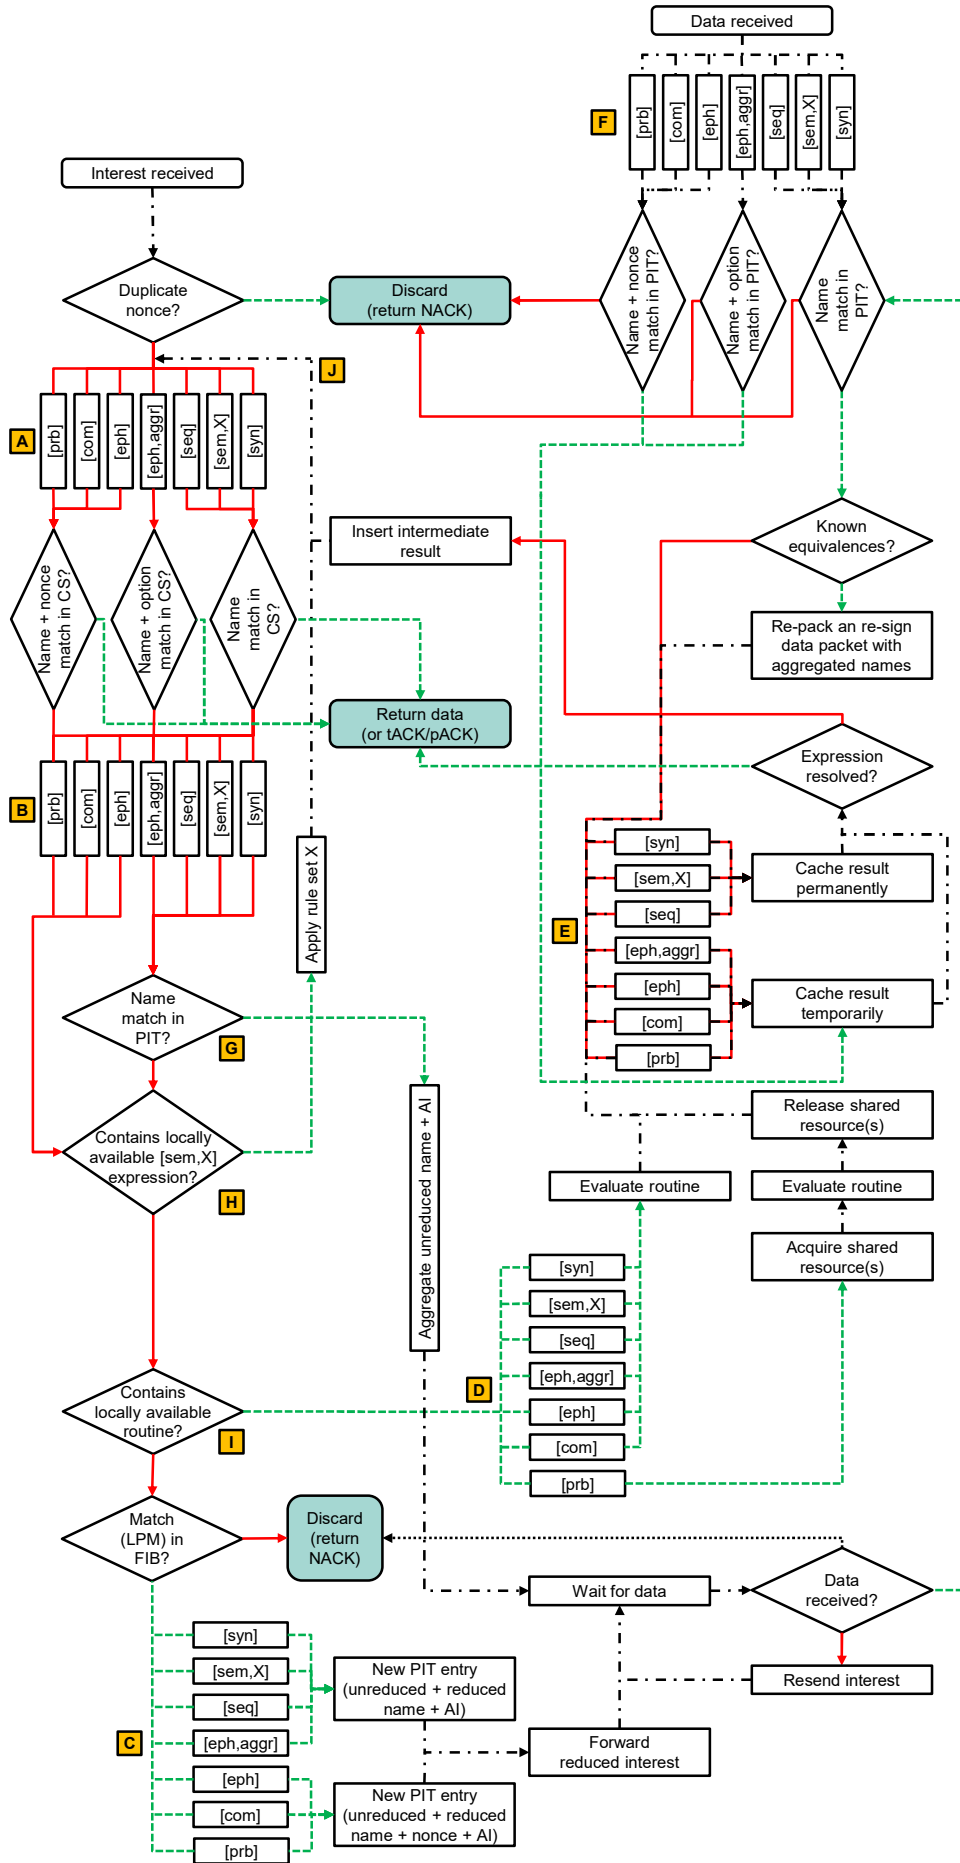 Data received
[prb]
[com]
[eph]
[eph,aggr]
[seq]
[sem,X]
[syn]
F
Interest received
Duplicate
nonce?
Discard
(return NACK)
Name + nonce
match in PIT?
Name + option
match in PIT?
Name
match in
PIT?
J
A
[prb]
[com]
[eph]
[eph,aggr]
[seq]
[sem,X]
[syn]
Insert intermediate
result
Known
equivalences?
Name + nonce
match in CS?
Name + option
match in CS?
Name
match in
CS?
Re-pack an re-sign
data packet with
aggregated names
Return data
(or tACK/pACK)
Expression
resolved?
B
[prb]
[com]
[eph]
[eph,aggr]
[seq]
[sem,X]
[syn]
Apply rule set X
E
[syn]
[sem,X]
[seq]
[eph,aggr]
[eph]
[com]
[prb]
Cache result
permanently
Cache result
temporarily
Name
match in
PIT?
G
Aggregate unreduced name + AI
Contains locally
available [sem,X]
expression?
H
Release shared
resource(s)
Evaluate routine
Evaluate routine
Acquire shared
resource(s)
D
[syn]
[sem,X]
[seq]
[eph,aggr]
[eph]
[com]
[prb]
Contains
locally available
routine?
I
Match
(LPM) in
FIB?
Discard
(return
NACK)
Wait for data
Data
received?
Resend interest
C
[syn]
[sem,X]
[seq]
[eph,aggr]
[eph]
[com]
[prb]
New PIT entry
(unreduced + reduced
name + AI)
Forward
reduced interest
New PIT entry
(unreduced + reduced
name + nonce + AI)